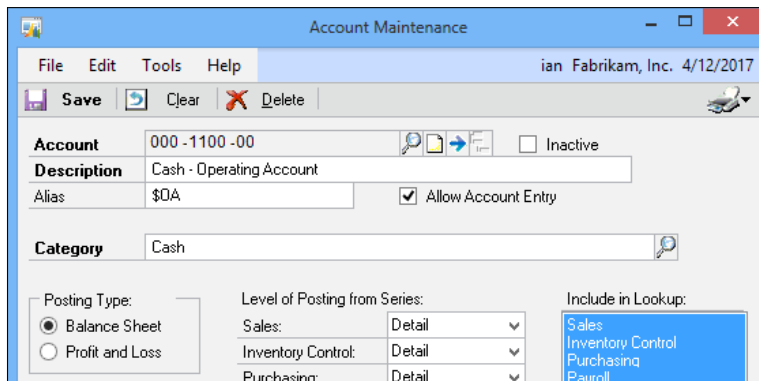 Account Maintenance
File Edit Tools Help ian Fabrikam, Inc. 4/12/2017
Save Clear Delete
Account 000 -1100 -00 Inactive
Description Cash - Operating Account
Alias $OA Allow Account Entry
Category Cash
Posting Type: Level of Posting from Series: Include in Lookup:
Balance Sheet Sales: Detail Sales
Profit and Loss Inventory Control: Detail Inventory Control
Purchasing: Detail Purchasing
Payroll